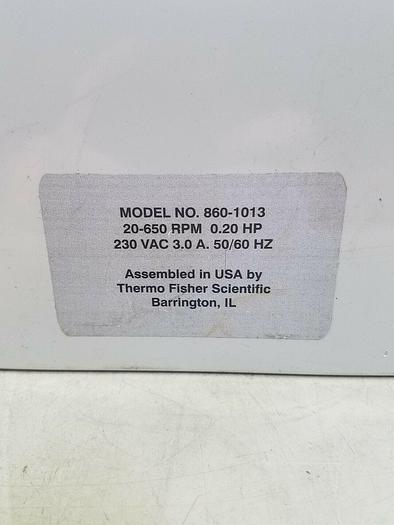 MODEL NO. 860-1013
20-650 RPM 0.20 HP
230 VAC 3.0 A. 50/60 HZ
Assembled in USA by
Thermo Fisher Scientific
Barrington, IL